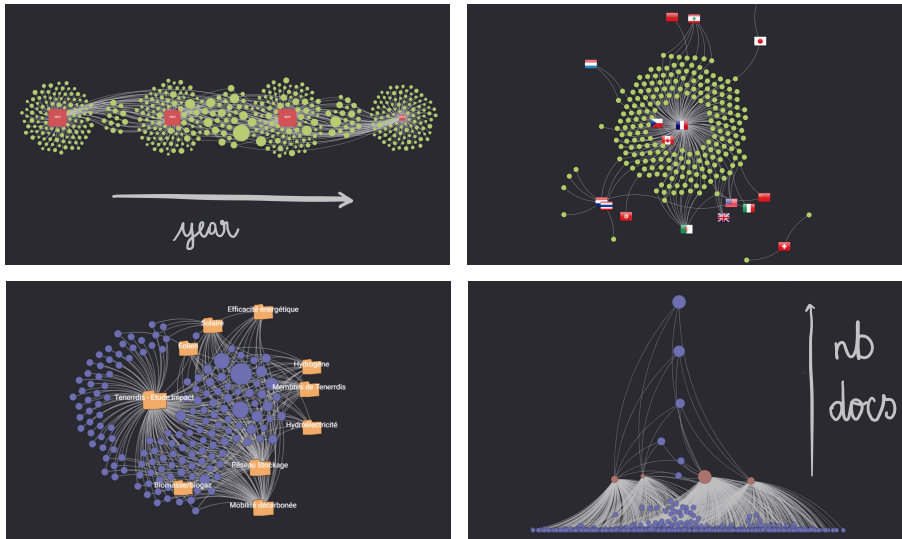 year
Efficacité énergétique
Solaire
Eolien
Hydrogène
Membres de Tenerrdis
Tenerrdis - Etude Impact
Hydroélectricité
Réseau Stockage
Biomasse/biogaz
Mobilité décarbonée
nb
docs